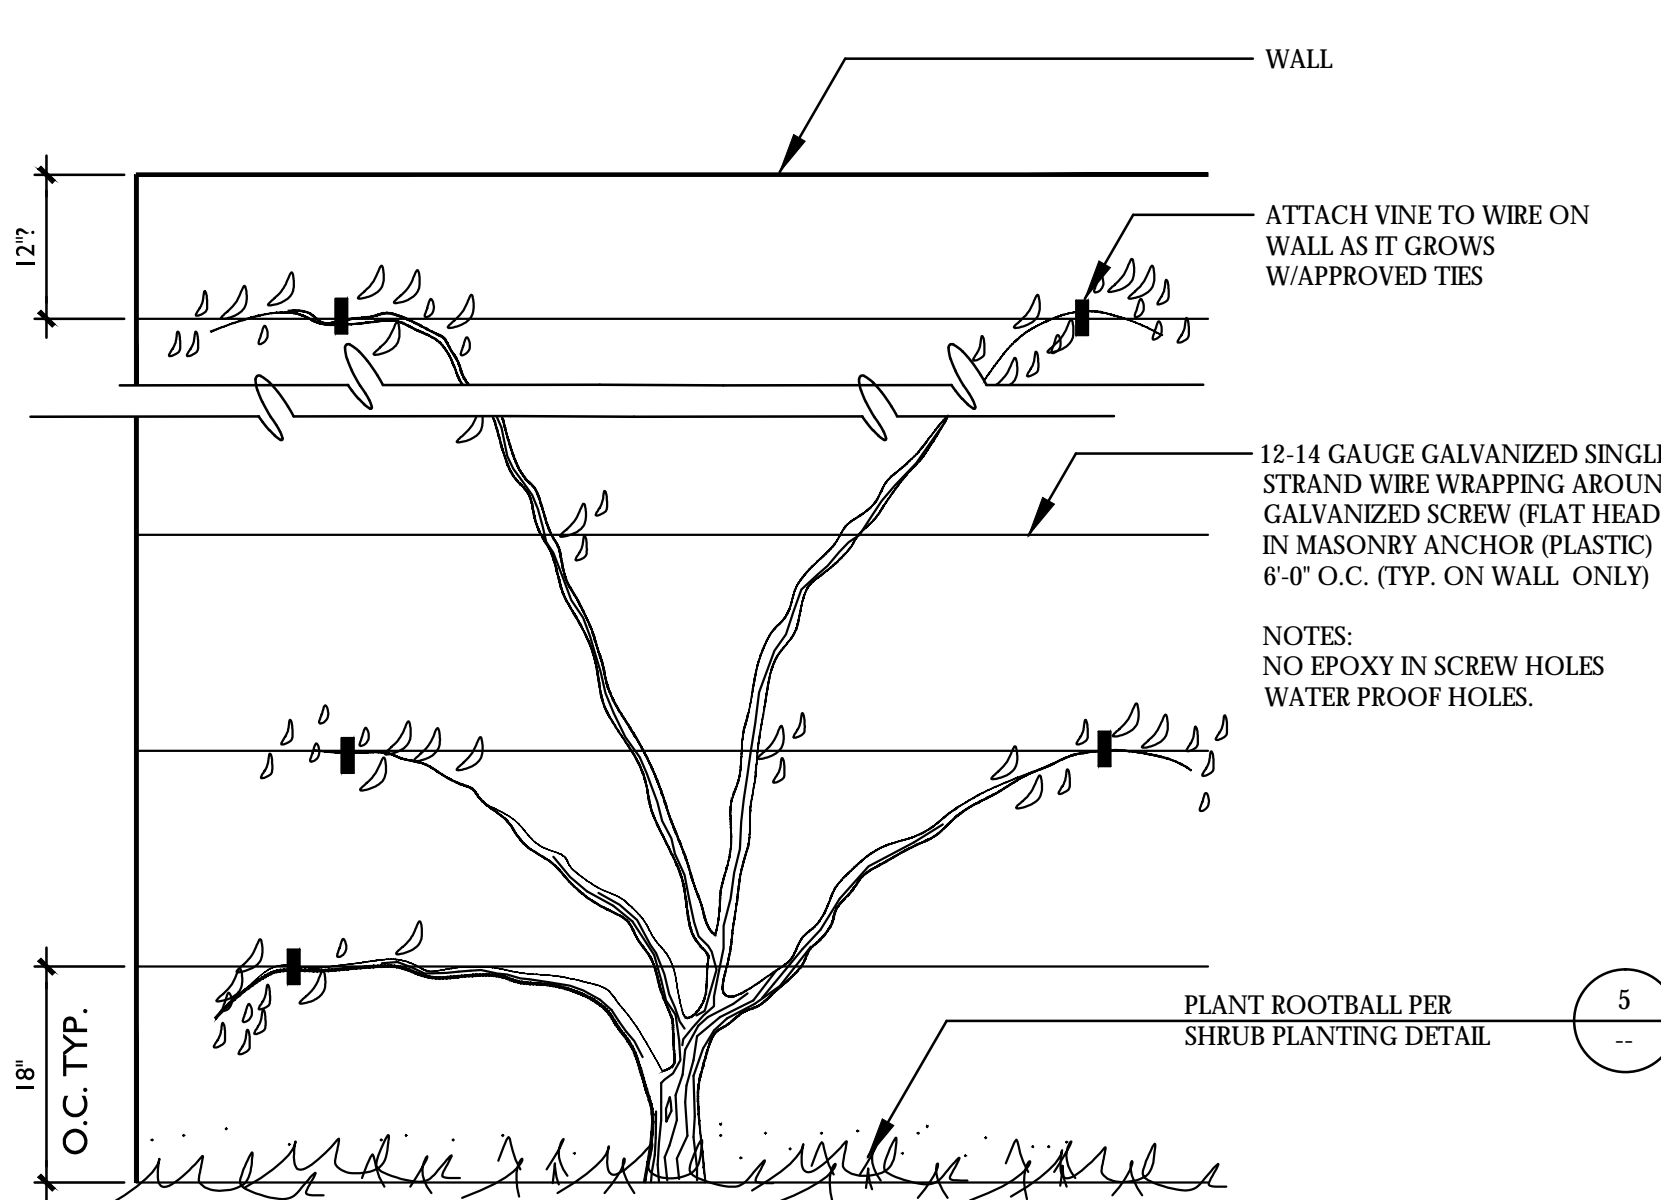 WALL
12"?
ATTACH VINE TO WIRE ON
WALL AS IT GROWS
W/APPROVED TIES
12-14 GAUGE GALVANIZED SINGL
STRAND WIRE WRAPPING AROUN
GALVANIZED SCREW (FLAT HEAD
IN MASONRY ANCHOR (PLASTIC)
6'-0" O.C. (TYP. ON WALL ONLY)
NOTES:
NO EPOXY IN SCREW HOLES
WATER PROOF HOLES.
18"
O.C. TYP.
PLANT ROOTBALL PER
SHRUB PLANTING DETAIL
5
--